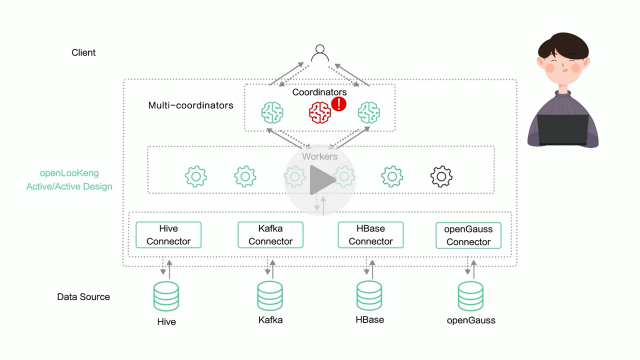 Client
Coordinators
!
Multi-coordinators
Workers
openLooKeng
Active/Active Design
Hive
Connector
Kafka
Connector
HBase
Connector
openGauss
Connector
Data Source
Hive
Kafka
HBase
openGauss